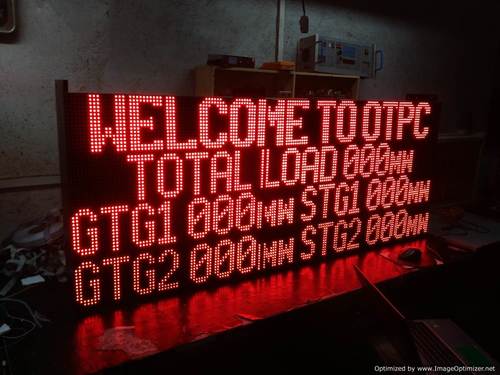 WELCOME TO OTPC
TOTAL LOAD 000MW
GTG1 000MW STG1 000MW
GTG2 000MW STG2 000MW
Optimized by www.ImageOptimizer.net